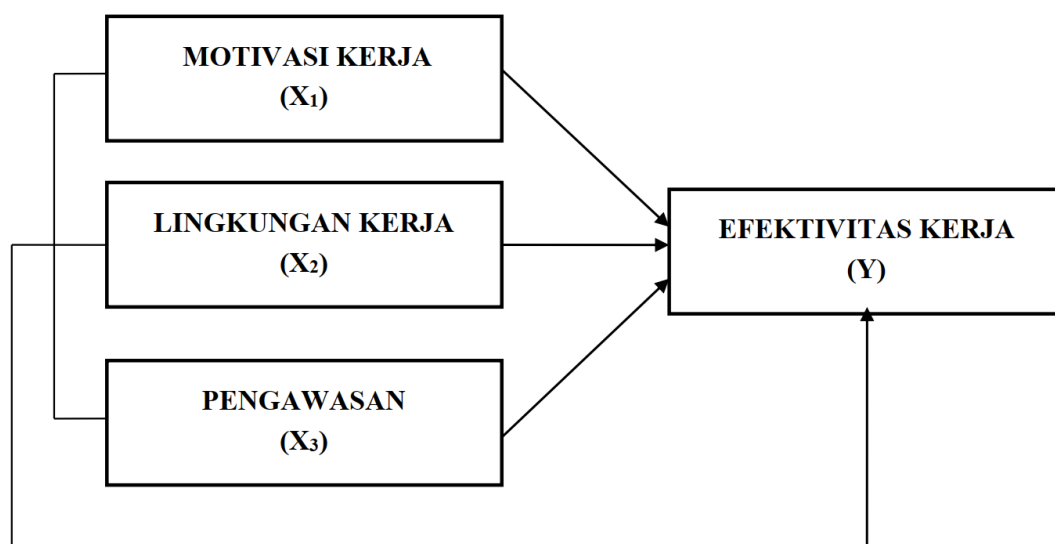 MOTIVASI KERJA
(X₁)
LINGKUNGAN KERJA
(X₂)
PENGAWASAN
(X₃)
EFEKTIVITAS KERJA
(Y)